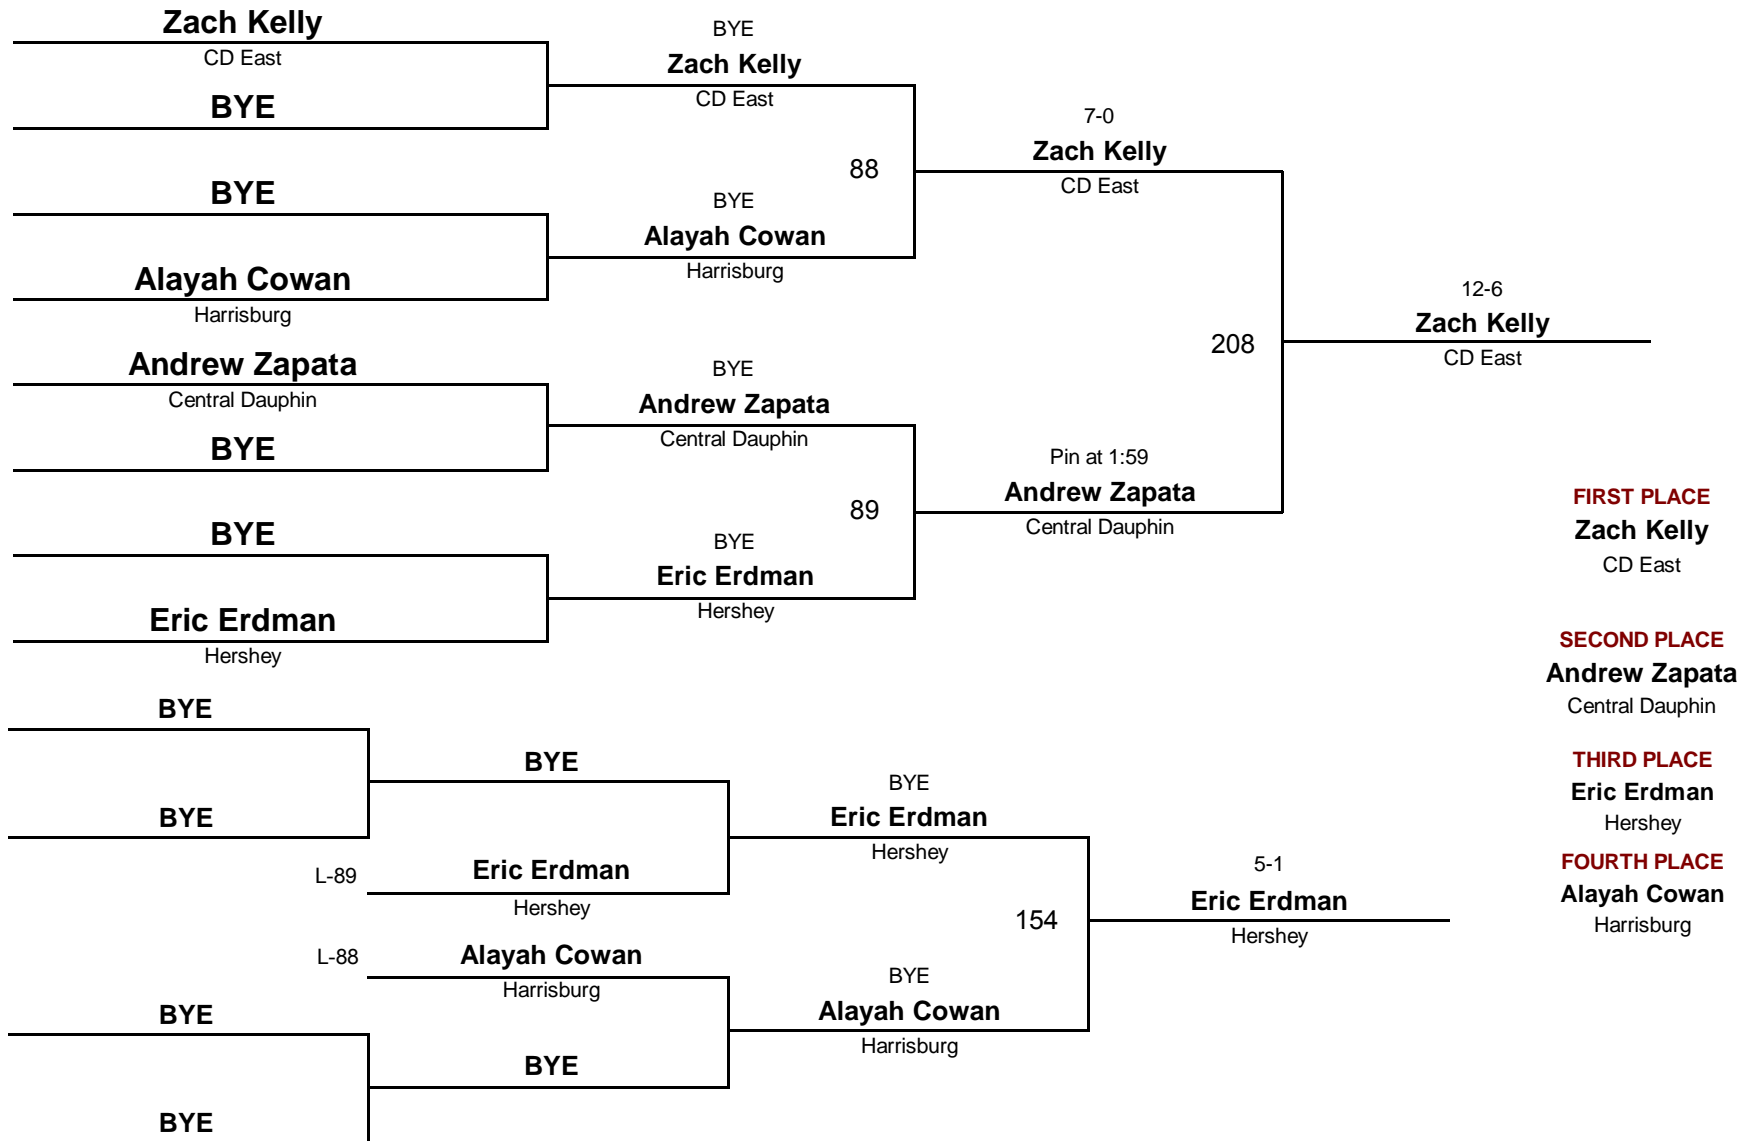 Zach Kelly
CD East
BYE
BYE
Alayah Cowan
Harrisburg
Andrew Zapata
Central Dauphin
BYE
BYE
Eric Erdman
Hershey
BYE
Zach Kelly
CD East
88
BYE
Alayah Cowan
Harrisburg
BYE
Andrew Zapata
Central Dauphin
89
BYE
Eric Erdman
Hershey
7-0
Zach Kelly
CD East
208
Pin at 1:59
Andrew Zapata
Central Dauphin
12-6
Zach Kelly
CD East
FIRST PLACE
Zach Kelly
CD East
SECOND PLACE
Andrew Zapata
Central Dauphin
THIRD PLACE
Eric Erdman
Hershey
FOURTH PLACE
Alayah Cowan
Harrisburg
BYE
BYE
BYE
BYE
BYE
L-89
Eric Erdman
Hershey
L-88
Alayah Cowan
Harrisburg
BYE
BYE
Eric Erdman
Hershey
154
BYE
Alayah Cowan
Harrisburg
5-1
Eric Erdman
Hershey